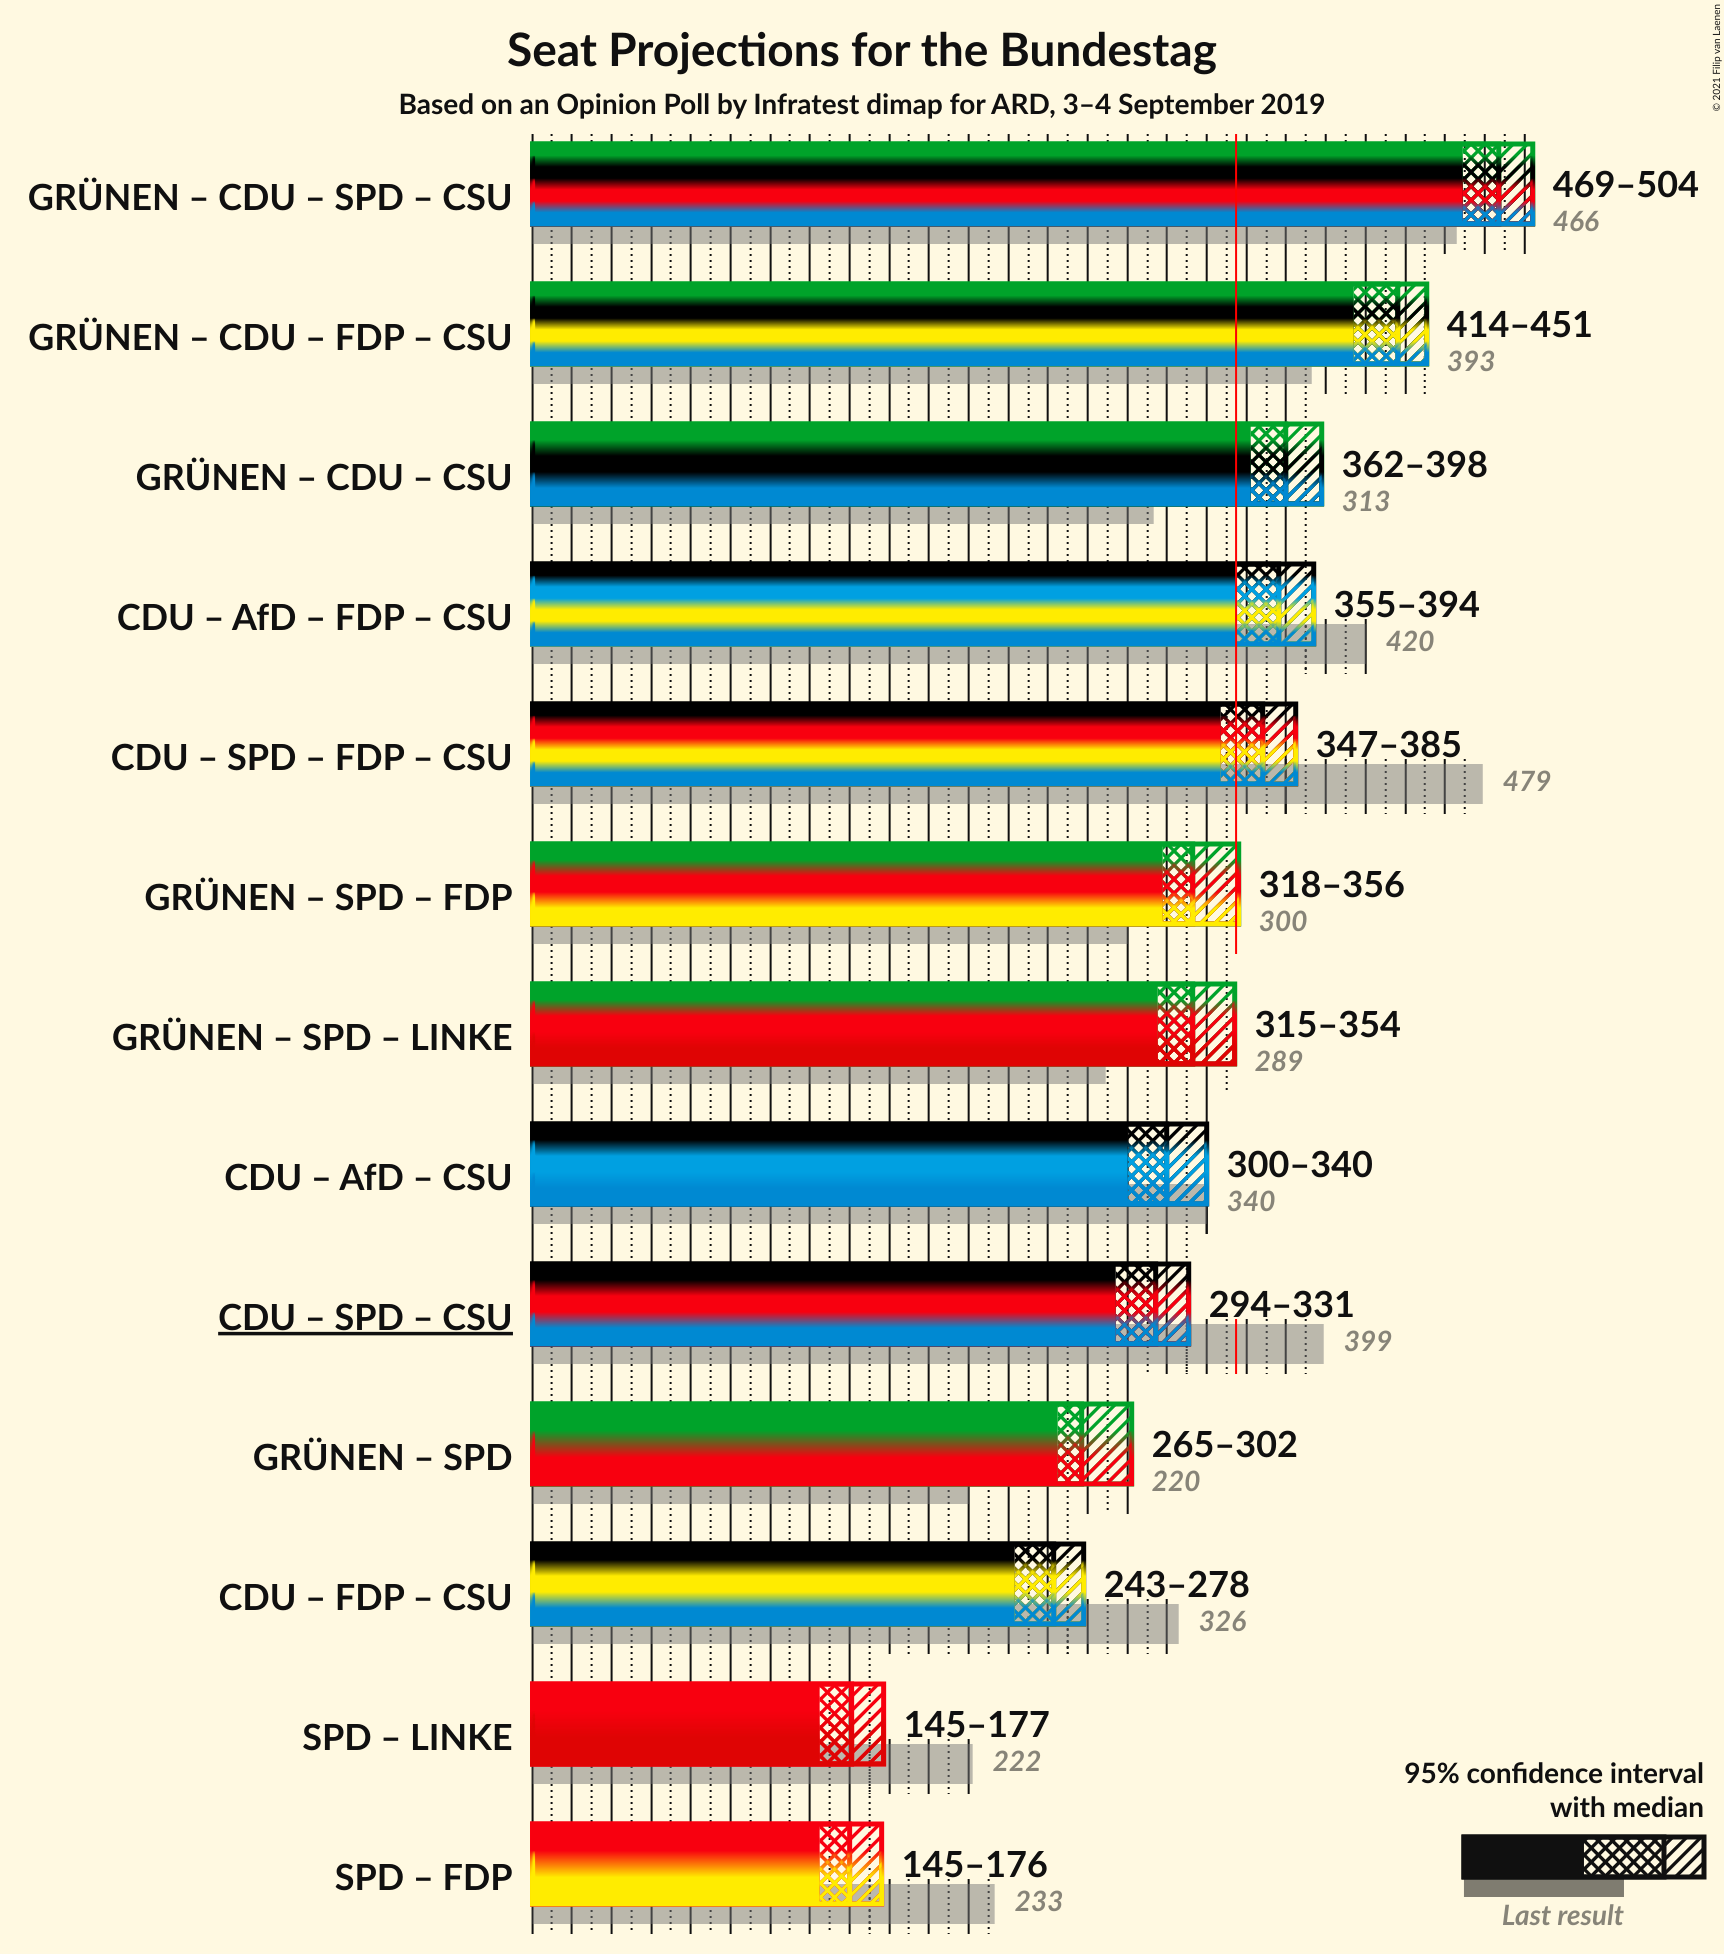 Seat Projections for the Bundestag
Based on an Opinion Poll by Infratest dimap for ARD, 3–4 September 2019
© 2021 Filip van Laenen
GRÜNEN – CDU – SPD – CSU
469–504
466
GRÜNEN – CDU – FDP – CSU
414–451
393
GRÜNEN – CDU – CSU
362–398
313
CDU – AfD – FDP – CSU
355–394
420
CDU – SPD – FDP – CSU
347–385
479
GRÜNEN – SPD – FDP
318–356
300
GRÜNEN – SPD – LINKE
315–354
289
CDU – AfD – CSU
300–340
340
CDU – SPD – CSU
294–331
399
GRÜNEN – SPD
265–302
220
CDU – FDP – CSU
243–278
326
SPD – LINKE
145–177
222
SPD – FDP
145–176
233
95% confidence interval
with median
Last result